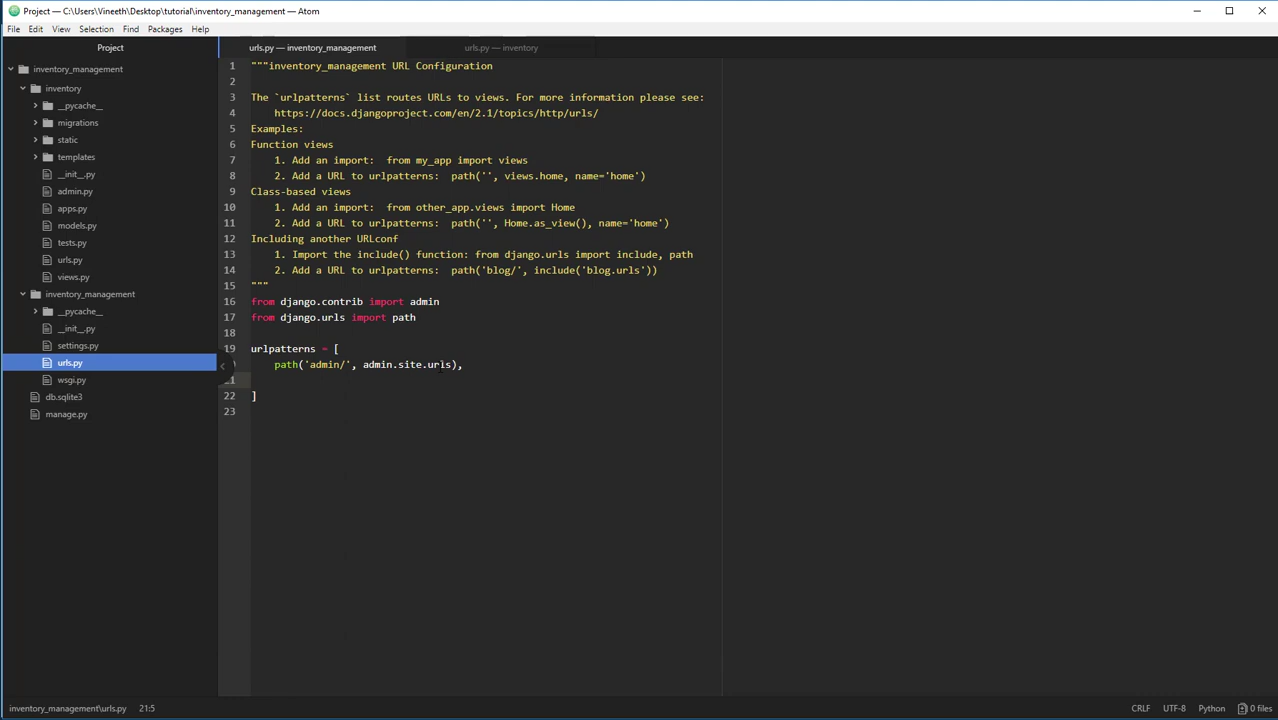 Project — C:\Users\Vineeth\Desktop\tutorial\inventory_management — Atom
File Edit View Selection Find Packages Help
Project
inventory_management
inventory
__pycache__
migrations
static
templates
__init__.py
admin.py
apps.py
models.py
tests.py
urls.py
views.py
inventory_management
__pycache__
__init__.py
settings.py
urls.py
wsgi.py
db.sqlite3
manage.py
urls.py — inventory_management
urls.py — inventory
1 """inventory_management URL Configuration
2
3 The `urlpatterns` list routes URLs to views. For more information please see:
4 https://docs.djangoproject.com/en/2.1/topics/http/urls/
5 Examples:
6 Function views
7 1. Add an import: from my_app import views
8 2. Add a URL to urlpatterns: path('', views.home, name='home')
9 Class-based views
10 1. Add an import: from other_app.views import Home
11 2. Add a URL to urlpatterns: path('', Home.as_view(), name='home')
12 Including another URLconf
13 1. Import the include() function: from django.urls import include, path
14 2. Add a URL to urlpatterns: path('blog/', include('blog.urls'))
15 """
16 from django.contrib import admin
17 from django.urls import path
18
19 urlpatterns = [
path('admin/', admin.site.urls),
21
22 ]
23
inventory_management\urls.py 21:5
CRLF UTF-8 Python 0 files